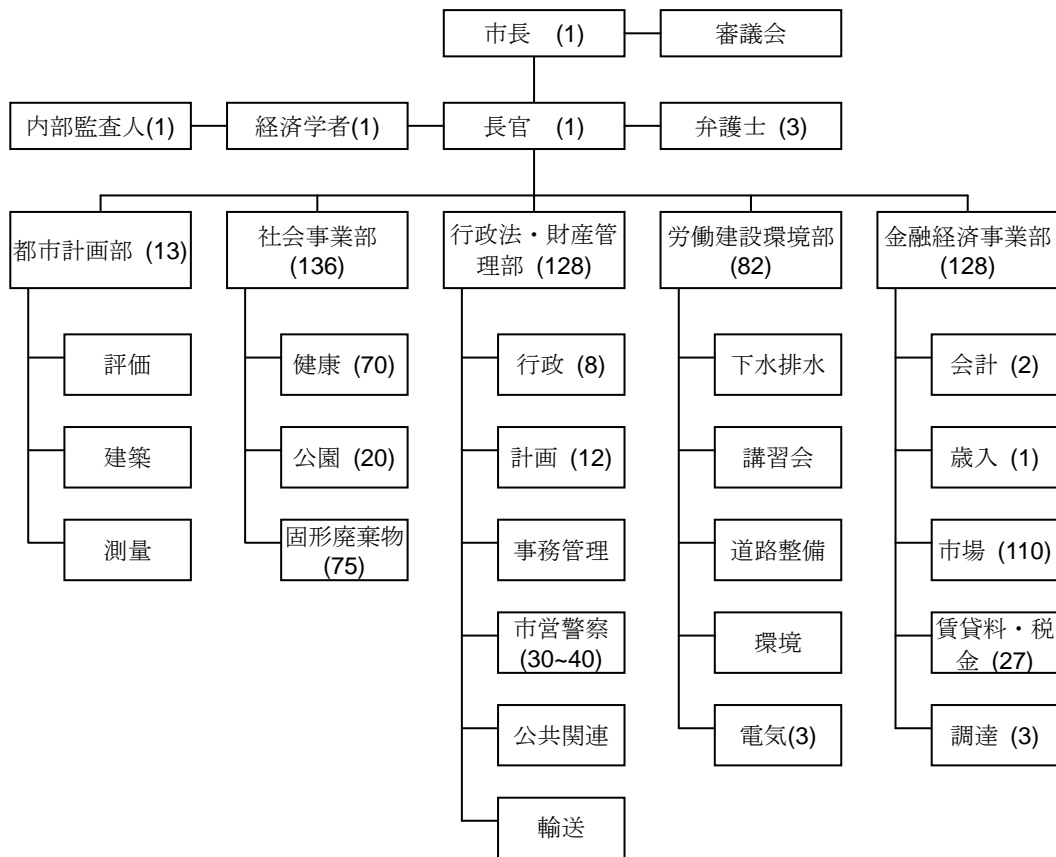 市長 (1)
審議会
内部監査人(1)
経済学者(1)
長官 (1)
弁護士 (3)
都市計画部 (13)
社会事業部
(136)
行政法・財産管
理部 (128)
労働建設環境部
(82)
金融経済事業部
(128)
評価
健康 (70)
行政 (8)
下水排水
会計 (2)
建築
公園 (20)
計画 (12)
講習会
歳入 (1)
測量
固形廃棄物
(75)
事務管理
道路整備
市場 (110)
市営警察
(30~40)
環境
賃貸料・税
金 (27)
公共関連
電気(3)
調達 (3)
輸送